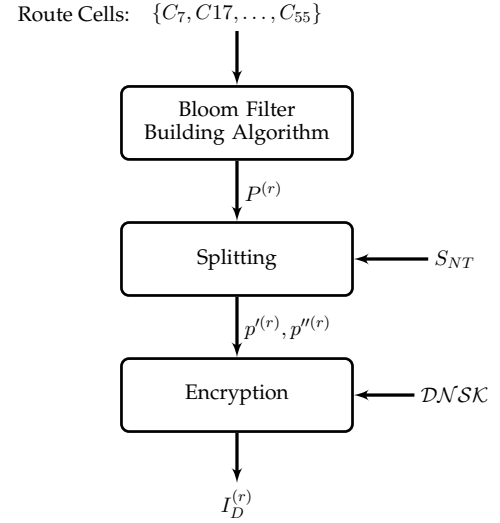 Route Cells: {C_7, C17, ..., C_55}
Bloom Filter
Building Algorithm
P^(r)
Splitting
S_NT
p'^(r), p''^(r)
Encryption
DNSK
I_D^(r)